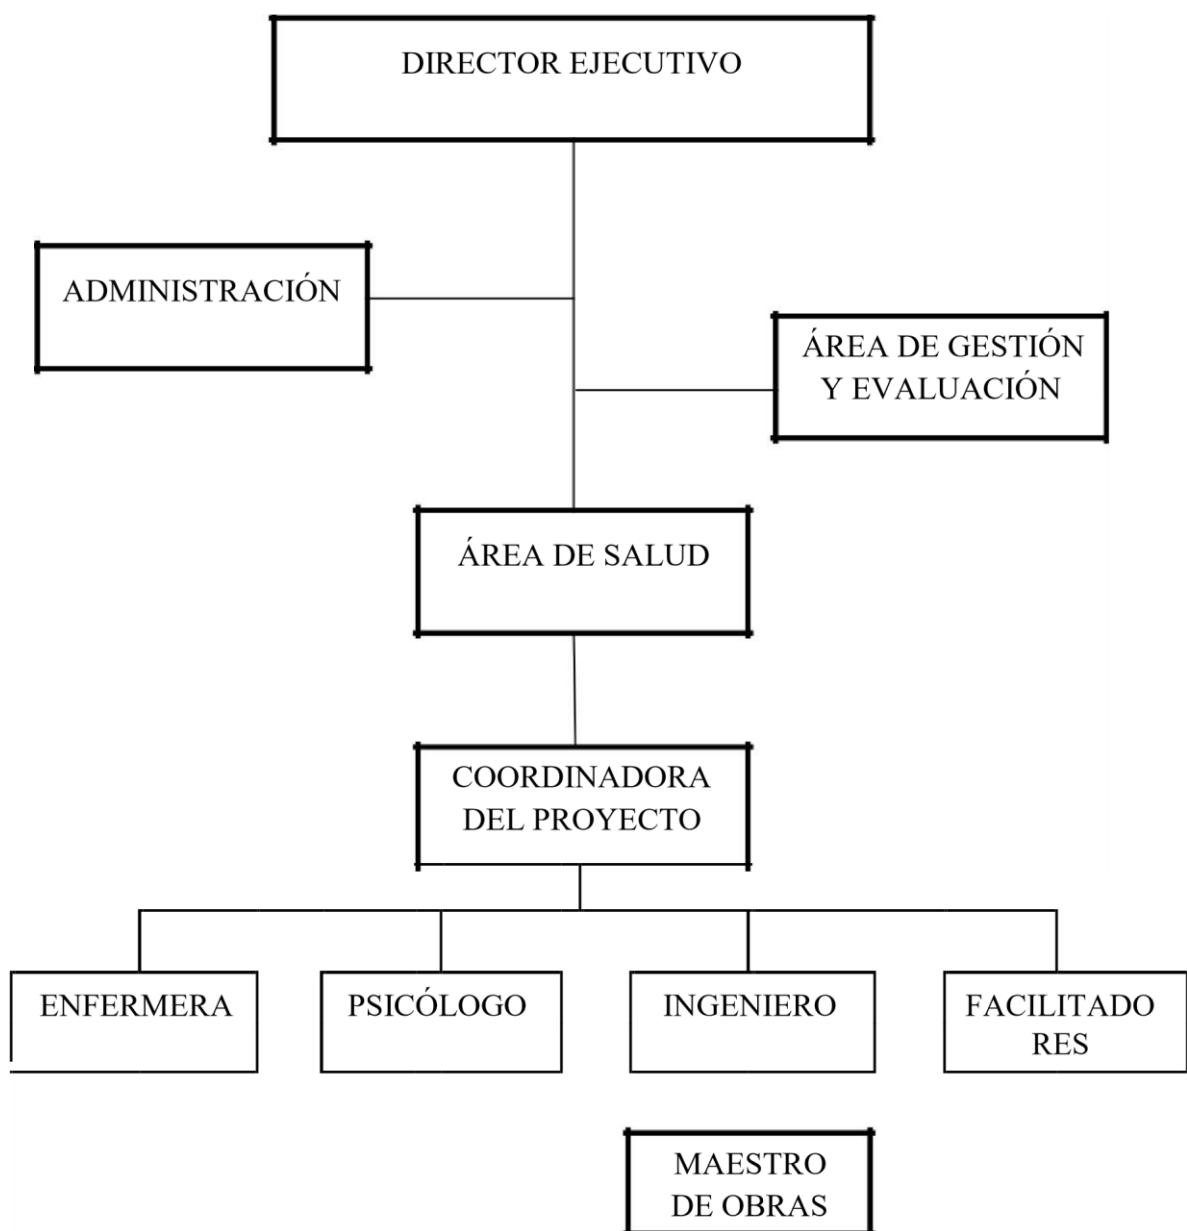 DIRECTOR EJECUTIVO
ADMINISTRACIÓN
ÁREA DE GESTIÓN
Y EVALUACIÓN
ÁREA DE SALUD
COORDINADORA
DEL PROYECTO
ENFERMERA
PSICÓLOGO
INGENIERO
FACILITADO
RES
MAESTRO
DE OBRAS